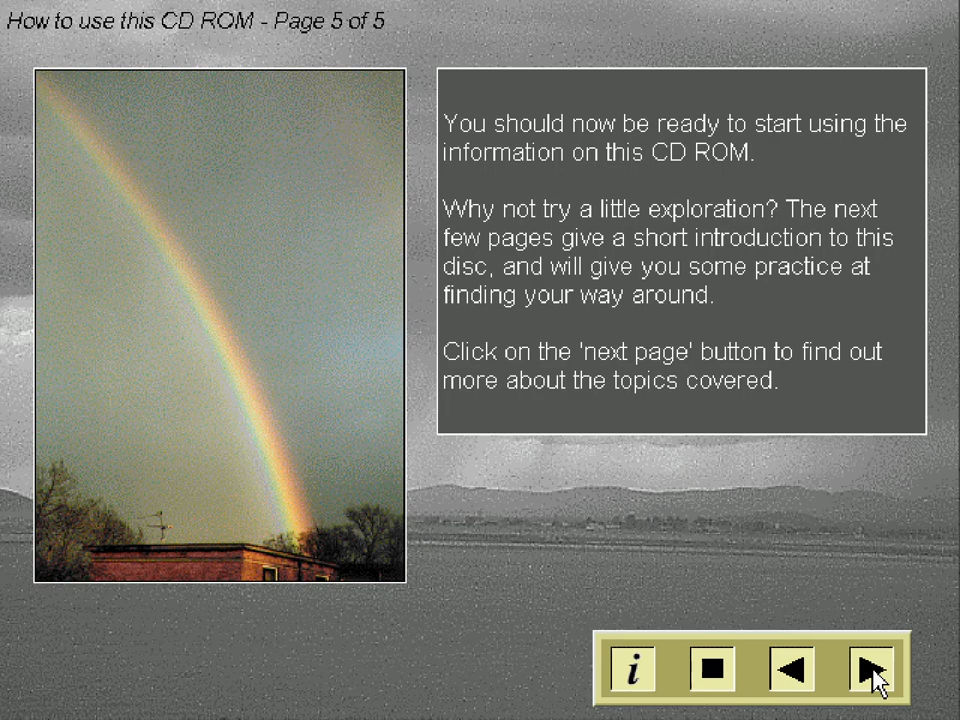 How to use this CD ROM - Page 5 of 5
You should now be ready to start using the
information on this CD ROM.
Why not try a little exploration? The next
few pages give a short introduction to this
disc, and will give you some practice at
finding your way around.
Click on the 'next page' button to find out
more about the topics covered.
i